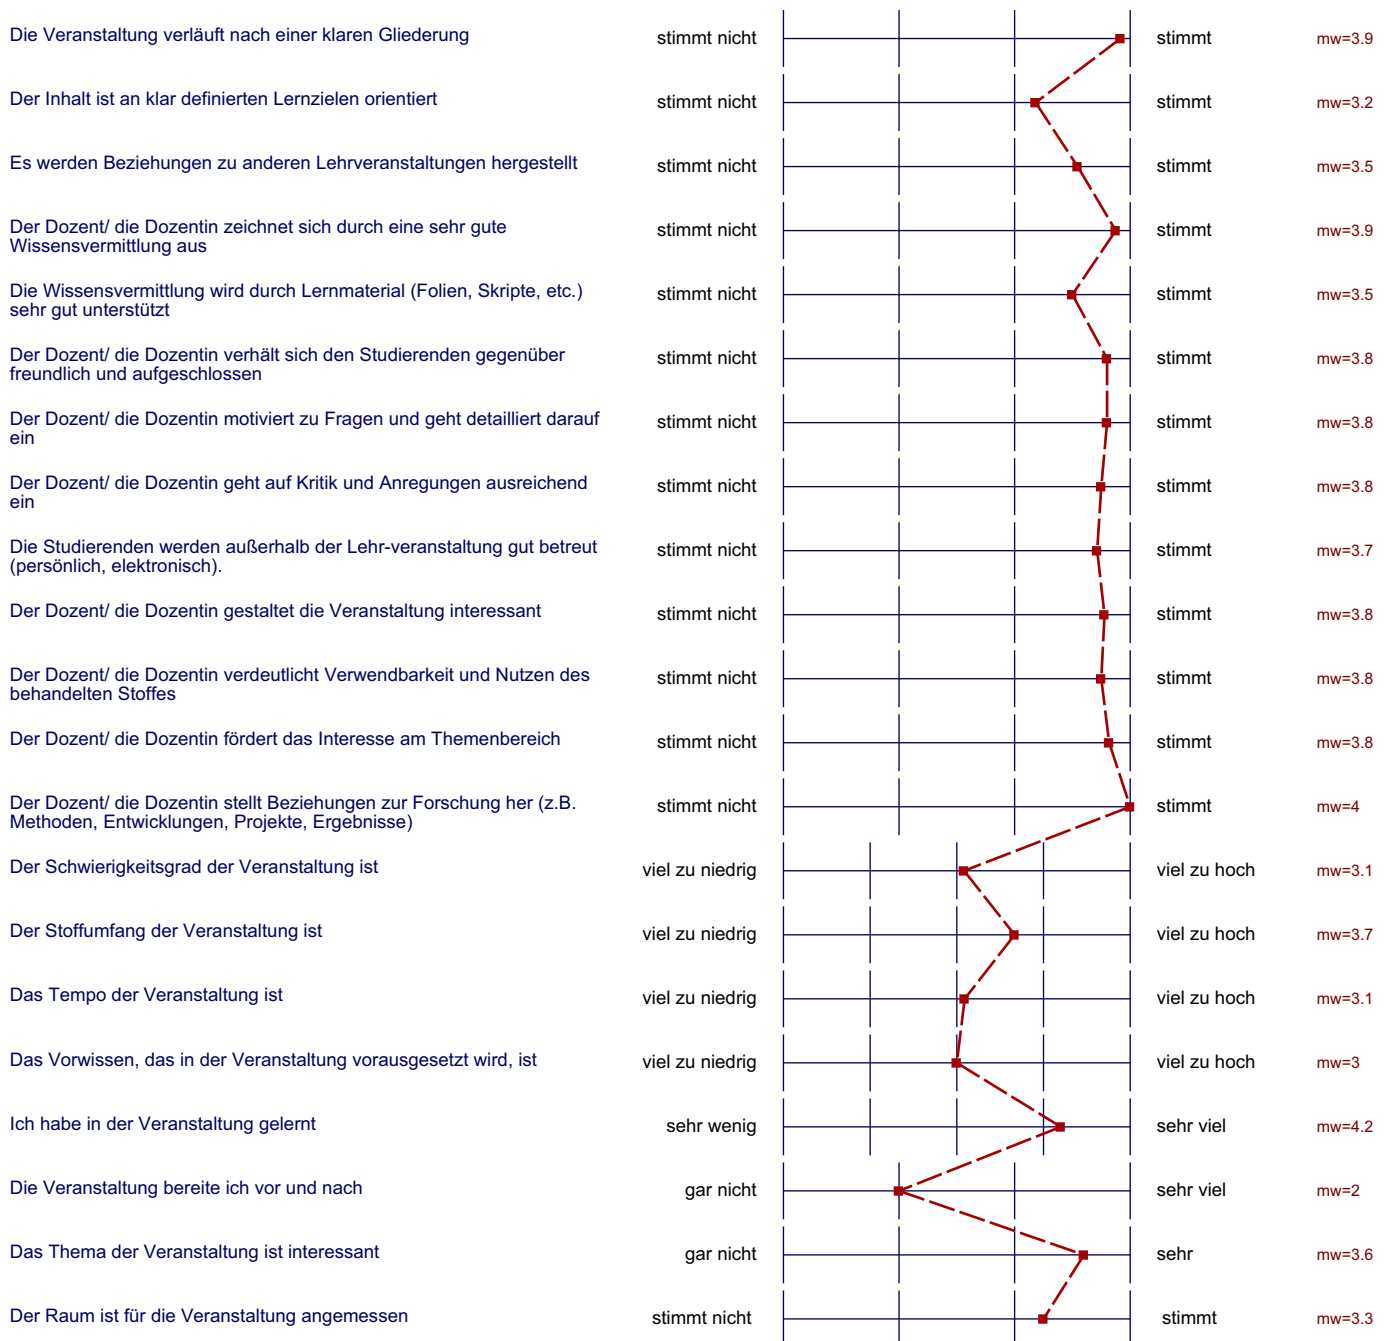 Die Veranstaltung verläuft nach einer klaren Gliederung stimmt nicht stimmt mw=3.9
Der Inhalt ist an klar definierten Lernzielen orientiert stimmt nicht stimmt mw=3.2
Es werden Beziehungen zu anderen Lehrveranstaltungen hergestellt stimmt nicht stimmt mw=3.5
Der Dozent/ die Dozentin zeichnet sich durch eine sehr gute
Wissensvermittlung aus stimmt nicht stimmt mw=3.9
Die Wissensvermittlung wird durch Lernmaterial (Folien, Skripte, etc.)
sehr gut unterstützt stimmt nicht stimmt mw=3.5
Der Dozent/ die Dozentin verhält sich den Studierenden gegenüber
freundlich und aufgeschlossen stimmt nicht stimmt mw=3.8
Der Dozent/ die Dozentin motiviert zu Fragen und geht detailliert darauf
ein stimmt nicht stimmt mw=3.8
Der Dozent/ die Dozentin geht auf Kritik und Anregungen ausreichend
ein stimmt nicht stimmt mw=3.8
Die Studierenden werden außerhalb der Lehr-veranstaltung gut betreut
(persönlich, elektronisch). stimmt nicht stimmt mw=3.7
Der Dozent/ die Dozentin gestaltet die Veranstaltung interessant stimmt nicht stimmt mw=3.8
Der Dozent/ die Dozentin verdeutlicht Verwendbarkeit und Nutzen des
behandelten Stoffes stimmt nicht stimmt mw=3.8
Der Dozent/ die Dozentin fördert das Interesse am Themenbereich stimmt nicht stimmt mw=3.8
Der Dozent/ die Dozentin stellt Beziehungen zur Forschung her (z.B.
Methoden, Entwicklungen, Projekte, Ergebnisse) stimmt nicht stimmt mw=4
Der Schwierigkeitsgrad der Veranstaltung ist viel zu niedrig viel zu hoch mw=3.1
Der Stoffumfang der Veranstaltung ist viel zu niedrig viel zu hoch mw=3.7
Das Tempo der Veranstaltung ist viel zu niedrig viel zu hoch mw=3.1
Das Vorwissen, das in der Veranstaltung vorausgesetzt wird, ist viel zu niedrig viel zu hoch mw=3
Ich habe in der Veranstaltung gelernt sehr wenig sehr viel mw=4.2
Die Veranstaltung bereite ich vor und nach gar nicht sehr viel mw=2
Das Thema der Veranstaltung ist interessant gar nicht sehr mw=3.6
Der Raum ist für die Veranstaltung angemessen stimmt nicht stimmt mw=3.3